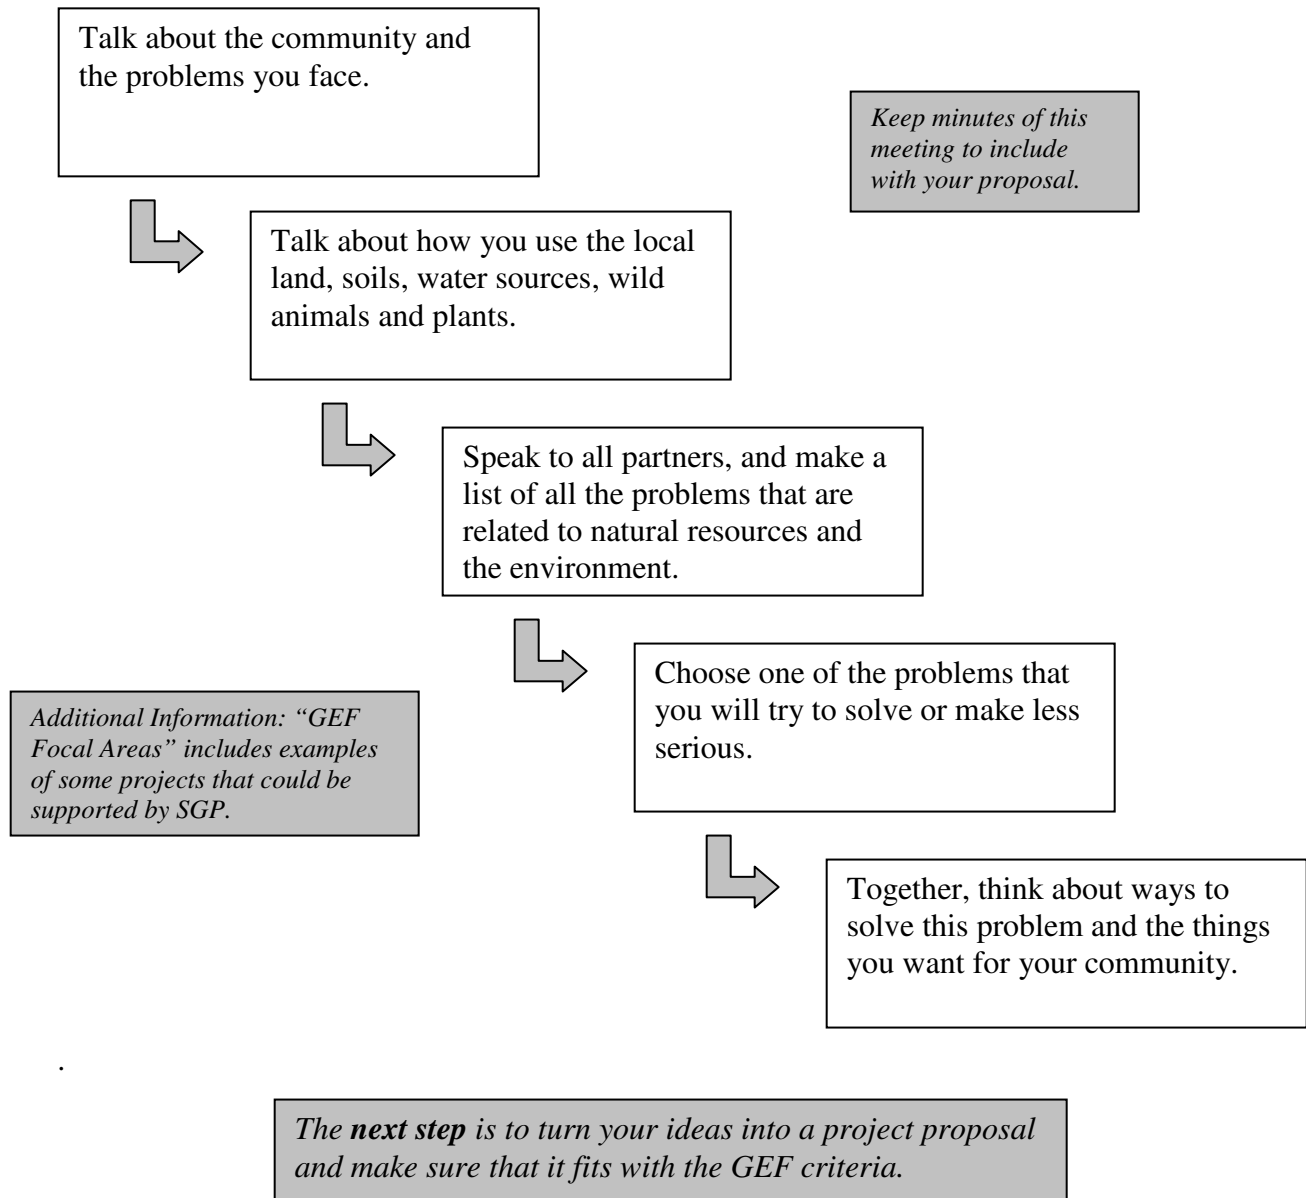 Talk about the community and
the problems you face.
Keep minutes of this
meeting to include
with your proposal.
Talk about how you use the local
land, soils, water sources, wild
animals and plants.
Speak to all partners, and make a
list of all the problems that are
related to natural resources and
the environment.
Choose one of the problems that
you will try to solve or make less
serious.
Additional Information: “GEF
Focal Areas” includes examples
of some projects that could be
supported by SGP.
Together, think about ways to
solve this problem and the things
you want for your community.
.
The next step is to turn your ideas into a project proposal
and make sure that it fits with the GEF criteria.